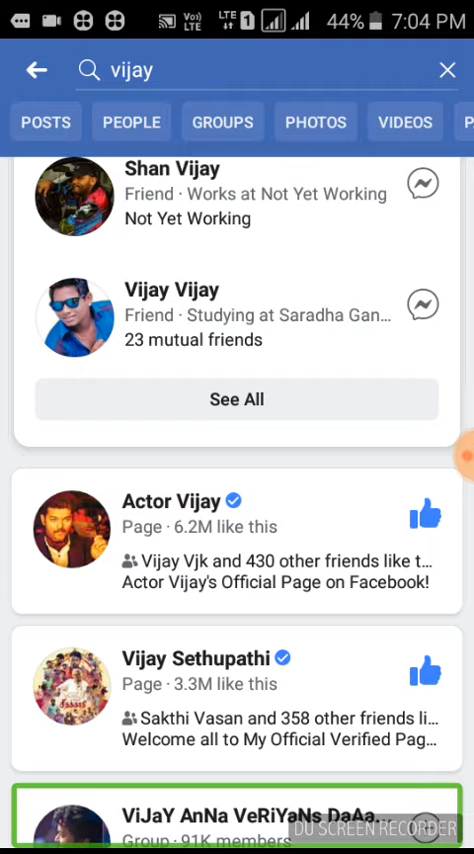 Vo)) LTE LTE 1 44% 7:04 PM
vijay
POSTS PEOPLE GROUPS PHOTOS VIDEOS P
Shan Vijay
Friend · Works at Not Yet Working
Not Yet Working
Vijay Vijay
Friend · Studying at Saradha Gan...
23 mutual friends
See All
Actor Vijay
Page · 6.2M like this
Vijay Vjk and 430 other friends like t...
Actor Vijay's Official Page on Facebook!
Vijay Sethupathi
Page · 3.3M like this
Sakthi Vasan and 358 other friends li...
Welcome all to My Official Verified Pag...
ViJaY AnNa VeRiYaNs DaAa...
Group · 91K members
DU SCREEN RECORDER